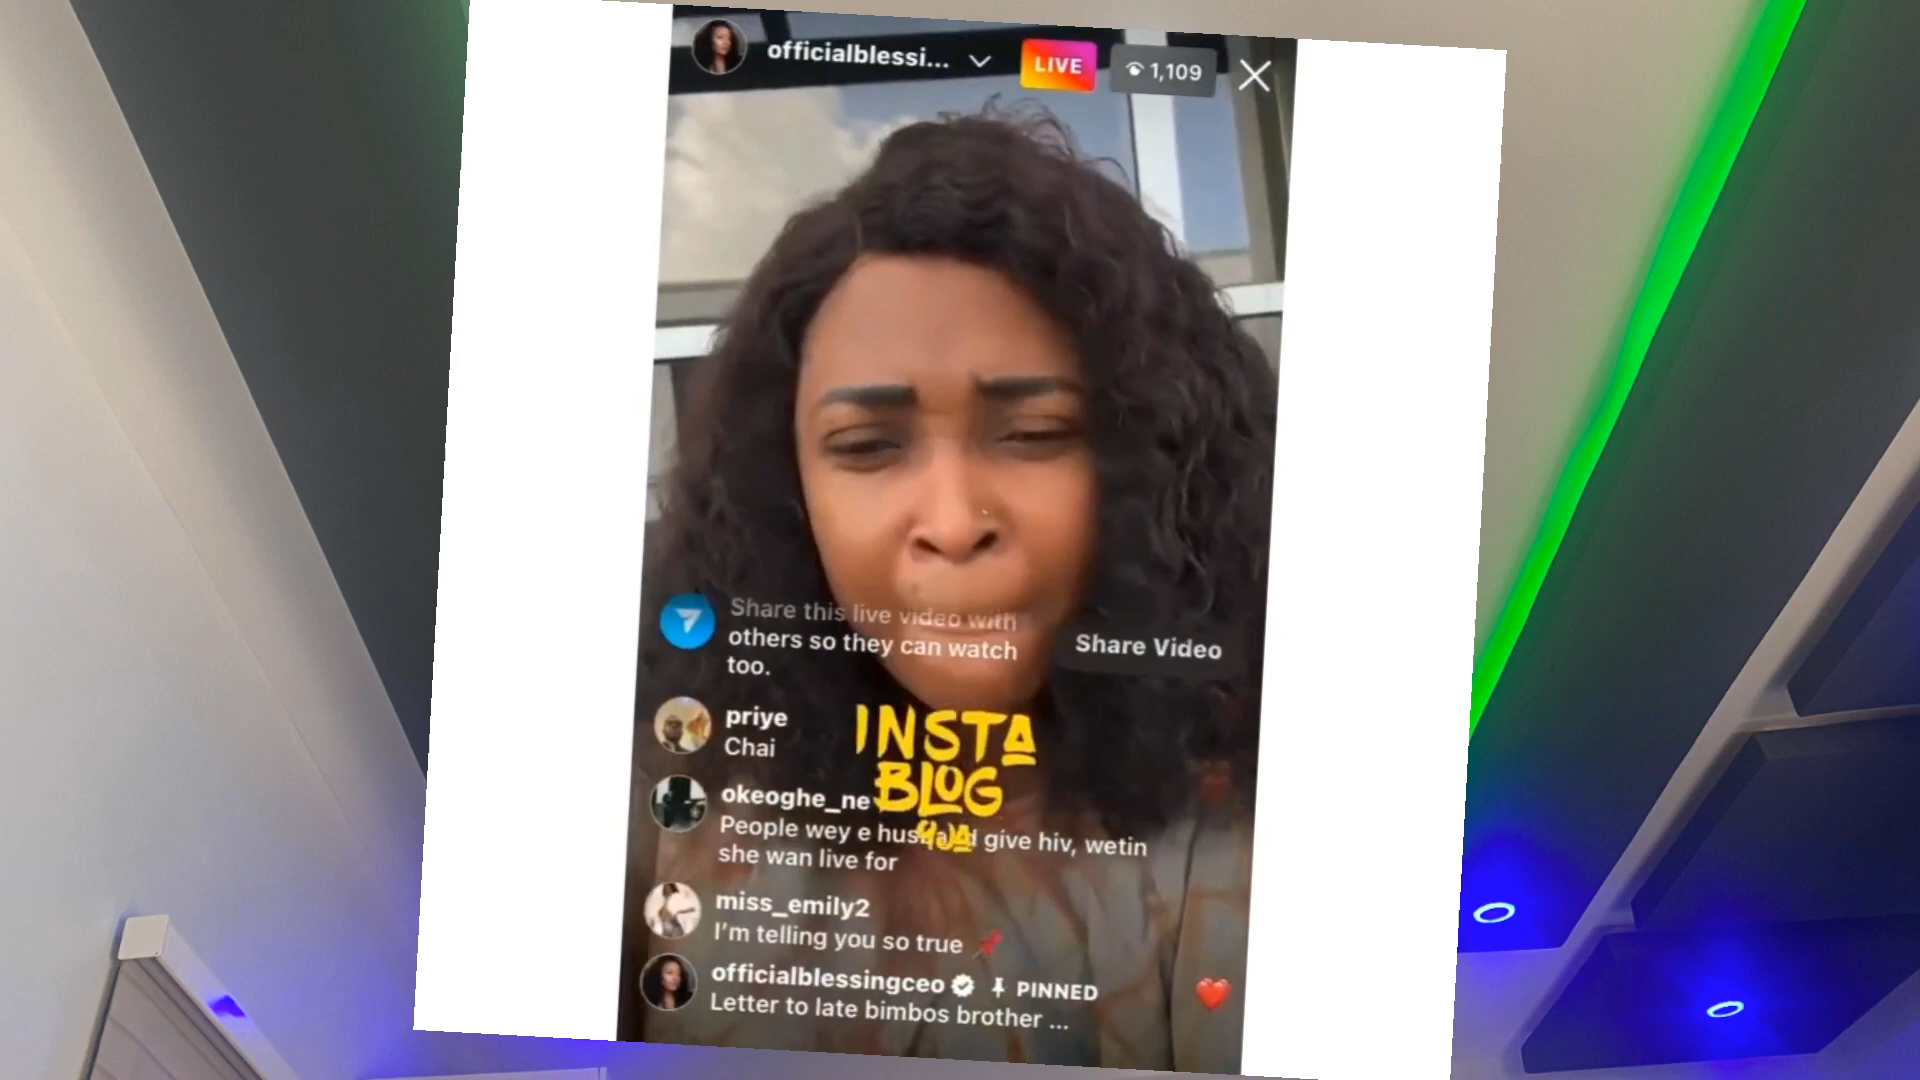 officialblessi...
LIVE
1,109
Share this live video with
others so they can watch
too.
Share Video
priye
Chai
INSTA
BLOG
9JA
okeoghe_ne
People wey e husband give hiv, wetin
she wan live for
miss_emily2
I'm telling you so true
officialblessingceo PINNED
Letter to late bimbos brother ...